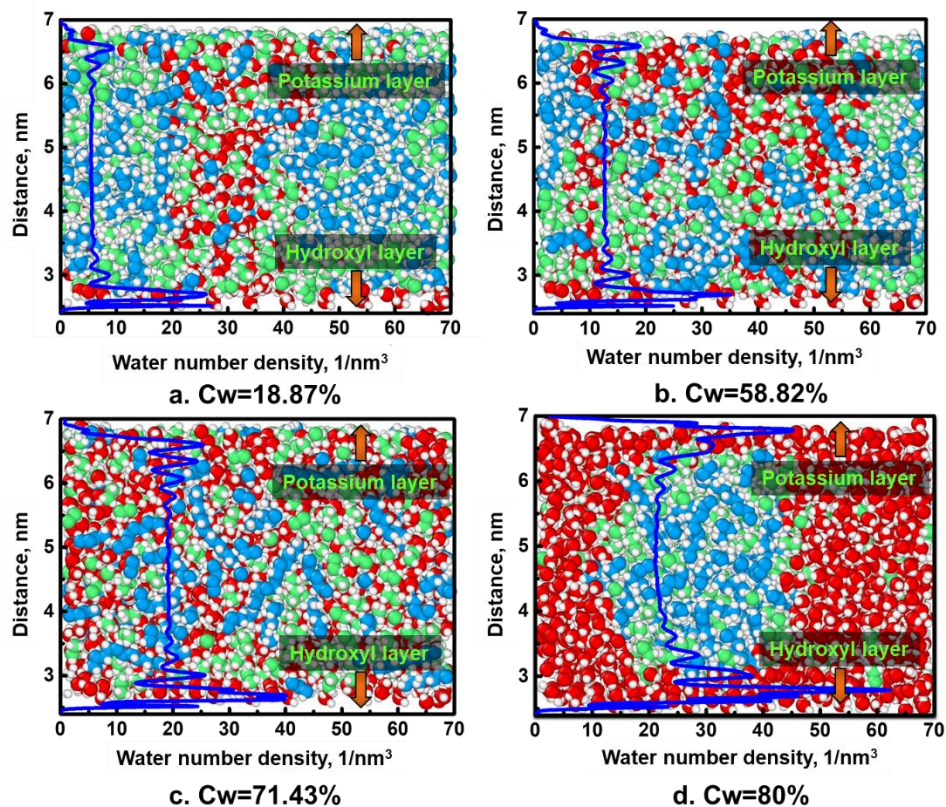 7
6
5
4
3
Distance, nm
Potassium layer
Hydroxyl layer
0 10 20 30 40 50 60 70
Water number density, 1/nm³
a. Cw=18.87%
7
6
5
4
3
Distance, nm
Potassium layer
Hydroxyl layer
0 10 20 30 40 50 60 70
Water number density, 1/nm³
b. Cw=58.82%
7
6
5
4
3
Distance, nm
Potassium layer
Hydroxyl layer
0 10 20 30 40 50 60 70
Water number density, 1/nm³
c. Cw=71.43%
7
6
5
4
3
Distance, nm
Potassium layer
Hydroxyl layer
0 10 20 30 40 50 60 70
Water number density, 1/nm³
d. Cw=80%